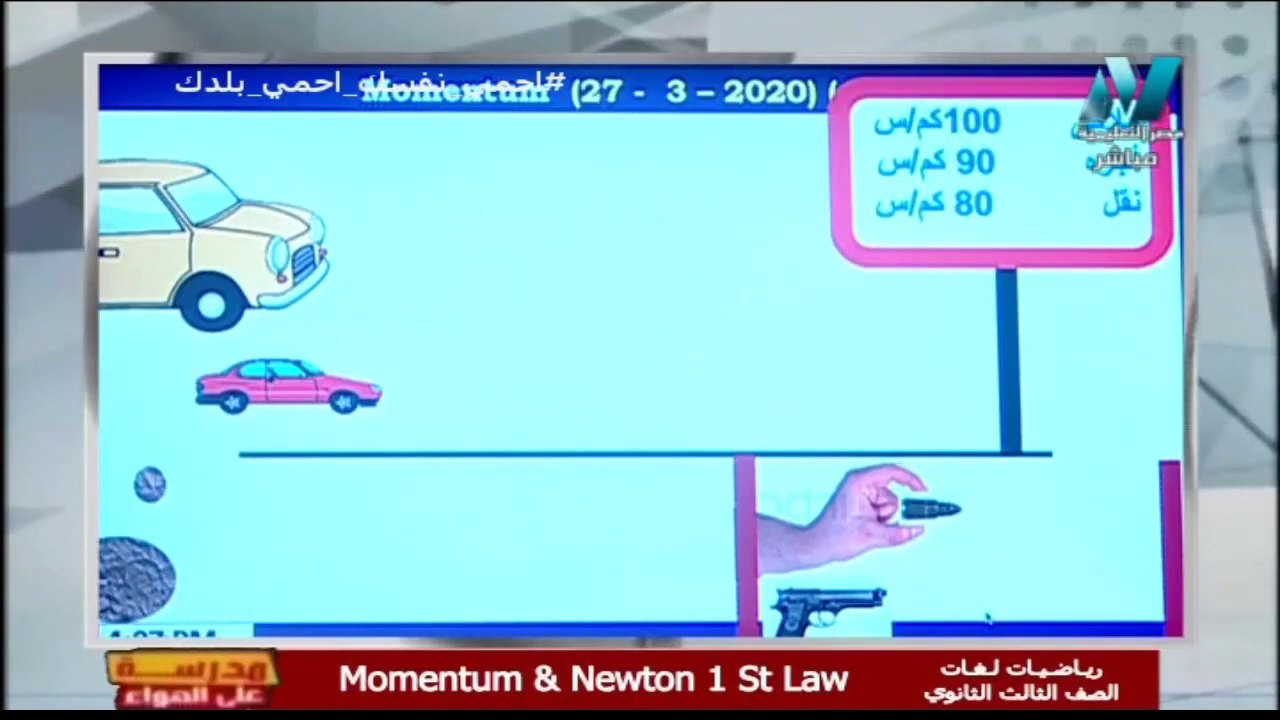 #احمي_نفسك_احمي_بلدك
Momentum (27 - 3 – 2020) (
100كم/س
90 كم/س
نقل 80 كم/س
مصر التعليمية
مباشر
Momentum & Newton 1 St Law
رياضيات لغات
الصف الثالث الثانوي
مدرسة
على الهواء